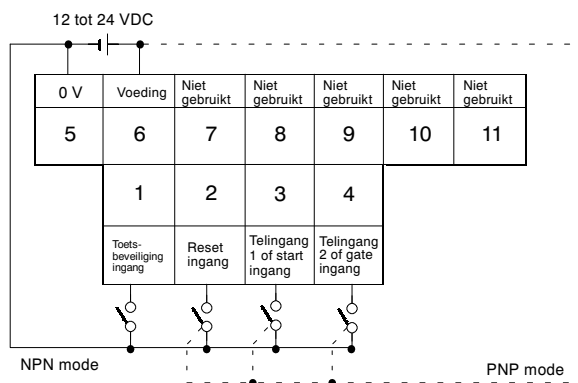 12 tot 24 VDC
0 V
Voeding
Niet
gebruikt
Niet
gebruikt
Niet
gebruikt
Niet
gebruikt
Niet
gebruikt
5
6
7
8
9
10
11
1
2
3
4
Toets-
beveiliging
ingang
Reset
ingang
Telingang
1 of start
ingang
Telingang
2 of gate
ingang
NPN mode
PNP mode